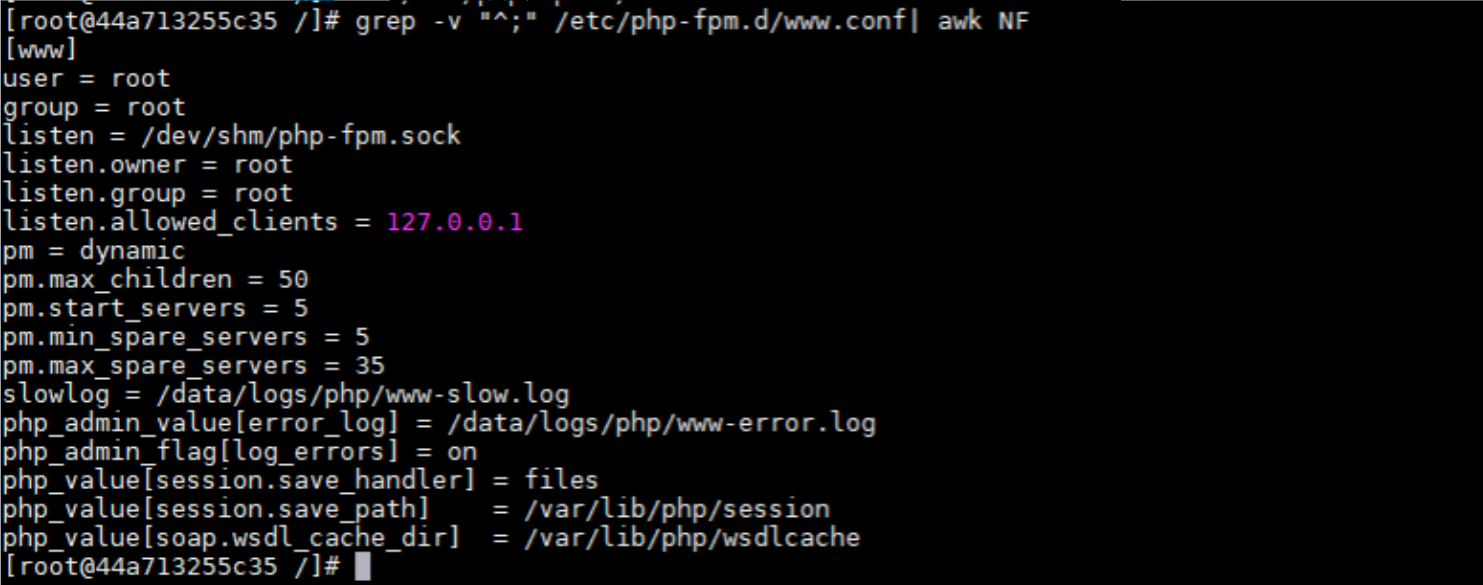 [root@44a713255c35 /]# grep -v "^;" /etc/php-fpm.d/www.conf| awk NF
[www]
user = root
group = root
listen = /dev/shm/php-fpm.sock
listen.owner = root
listen.group = root
listen.allowed_clients = 127.0.0.1
pm = dynamic
pm.max_children = 50
pm.start_servers = 5
pm.min_spare_servers = 5
pm.max_spare_servers = 35
slowlog = /data/logs/php/www-slow.log
php_admin_value[error_log] = /data/logs/php/www-error.log
php_admin_flag[log_errors] = on
php_value[session.save_handler] = files
php_value[session.save_path]    = /var/lib/php/session
php_value[soap.wsdl_cache_dir]  = /var/lib/php/wsdlcache
[root@44a713255c35 /]#